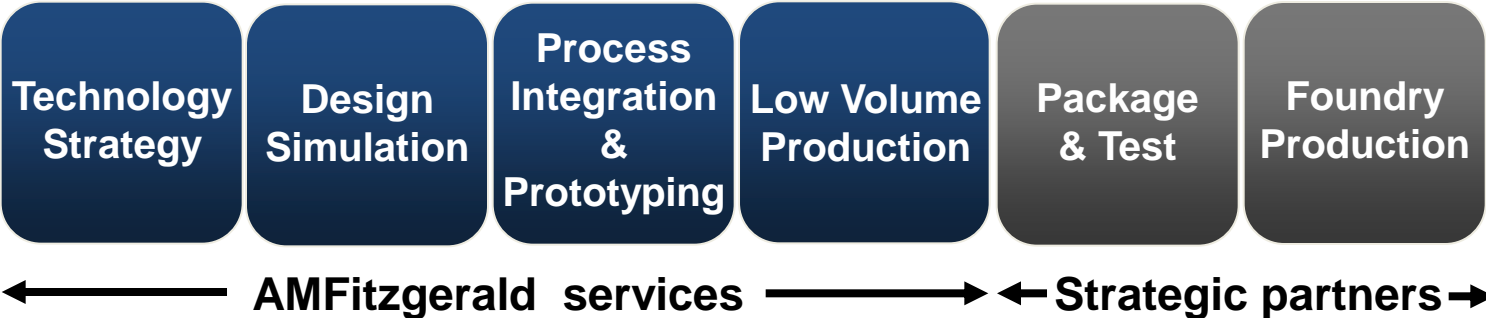 Technology
Strategy
Design
Simulation
Process
Integration
&
Prototyping
Low Volume
Production
Package
& Test
Foundry
Production
AMFitzgerald services
Strategic partners